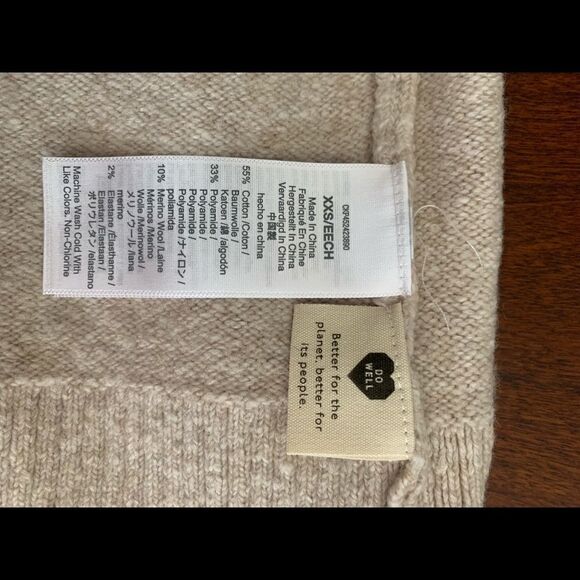 CKP452423890
XXS/EECH
Made In China
Fabriqué En Chine
Hergestellt In China
Vervaardigd In China
中国製
hecho en china
55% Cotton /Coton /
Baumwolle /
Katoen /綿 /algodón
33% Polyamide /
Polyamide /
Polyamid /
Polyamide /ナイロン /
poliamida
10% Merino Wool /Laine
Mérinos /Merino
Wolle /Merinowol /
メリノウール /lana
merino
2% Elastane /Élasthanne /
Elastan /Elastaan /
ポリウレタン /elastano
Machine Wash Cold With
Like Colors. Non-Chlorine
DO
WELL
Better for the
planet, better for
its people.